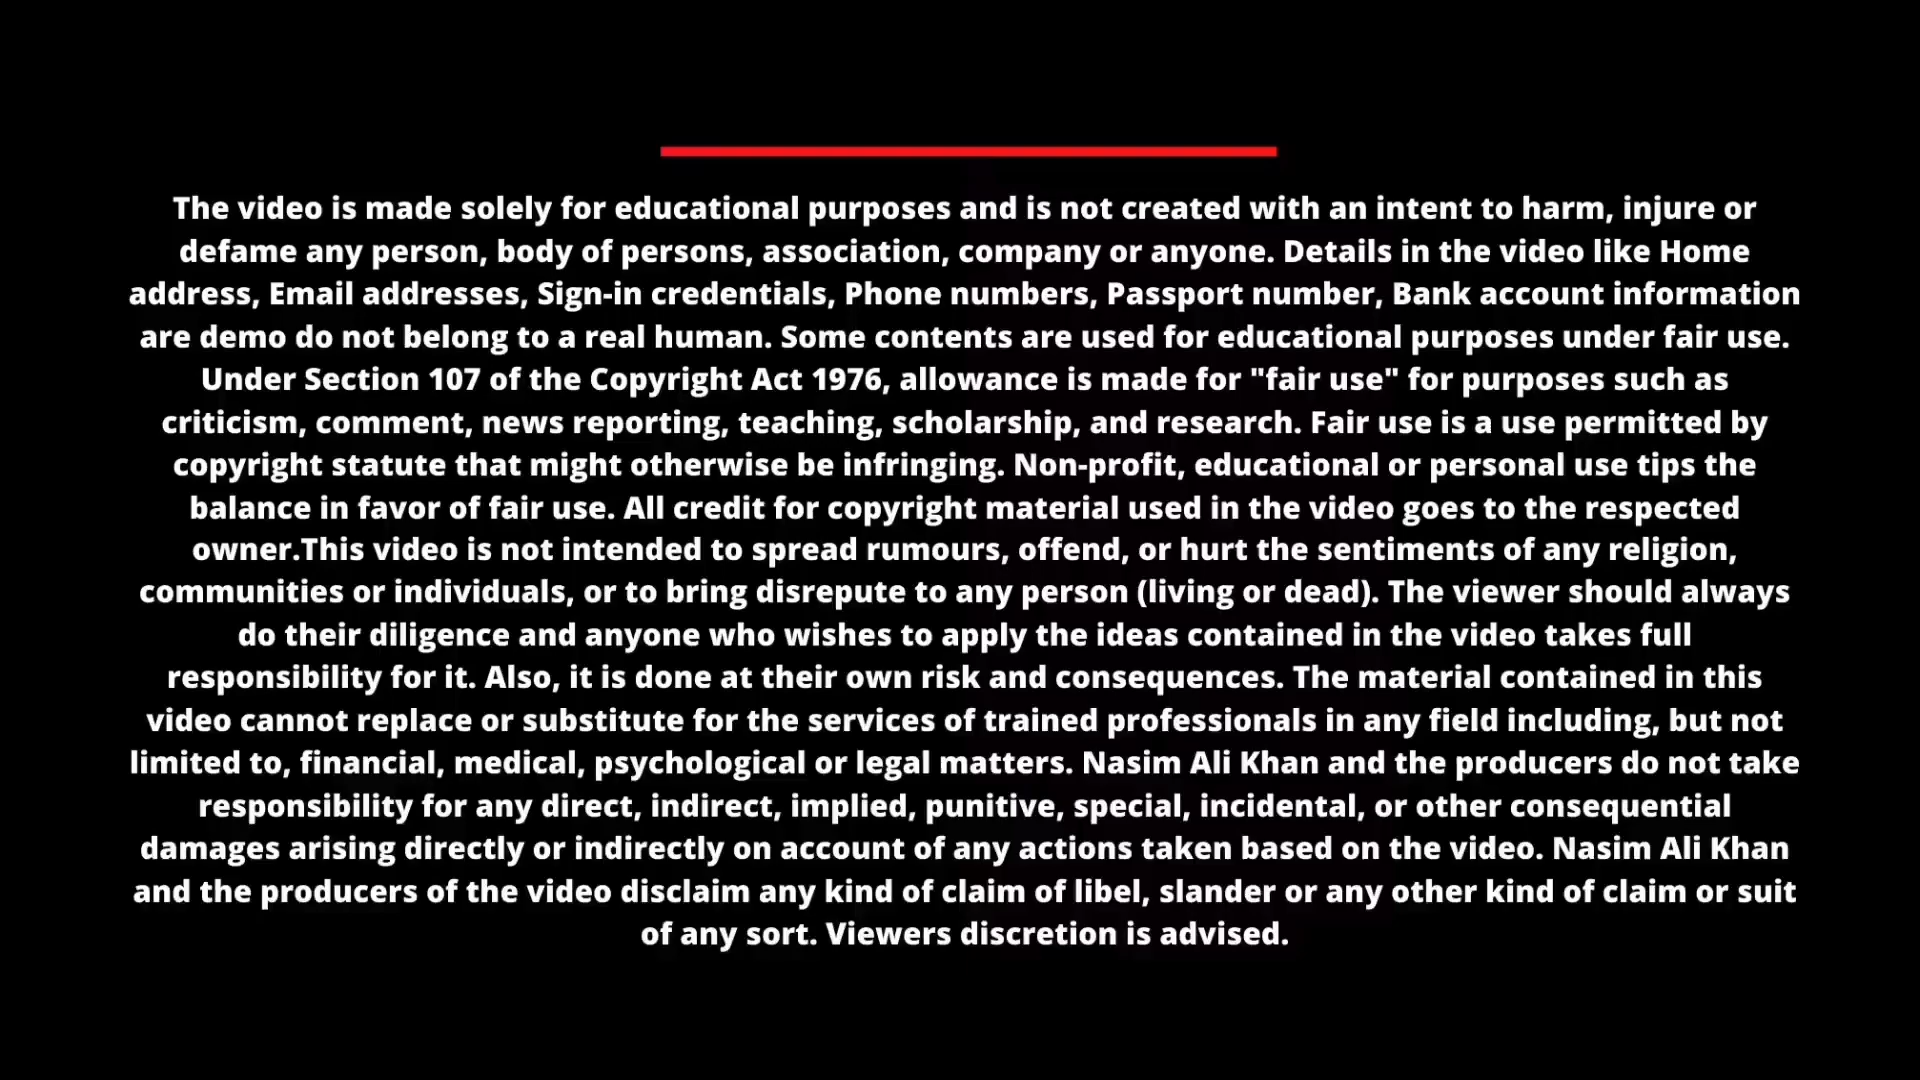 The video is made solely for educational purposes and is not created with an intent to harm, injure or
defame any person, body of persons, association, company or anyone. Details in the video like Home
address, Email addresses, Sign-in credentials, Phone numbers, Passport number, Bank account information
are demo do not belong to a real human. Some contents are used for educational purposes under fair use.
Under Section 107 of the Copyright Act 1976, allowance is made for "fair use" for purposes such as
criticism, comment, news reporting, teaching, scholarship, and research. Fair use is a use permitted by
copyright statute that might otherwise be infringing. Non-profit, educational or personal use tips the
balance in favor of fair use. All credit for copyright material used in the video goes to the respected
owner.This video is not intended to spread rumours, offend, or hurt the sentiments of any religion,
communities or individuals, or to bring disrepute to any person (living or dead). The viewer should always
do their diligence and anyone who wishes to apply the ideas contained in the video takes full
responsibility for it. Also, it is done at their own risk and consequences. The material contained in this
video cannot replace or substitute for the services of trained professionals in any field including, but not
limited to, financial, medical, psychological or legal matters. Nasim Ali Khan and the producers do not take
responsibility for any direct, indirect, implied, punitive, special, incidental, or other consequential
damages arising directly or indirectly on account of any actions taken based on the video. Nasim Ali Khan
and the producers of the video disclaim any kind of claim of libel, slander or any other kind of claim or suit
of any sort. Viewers discretion is advised.